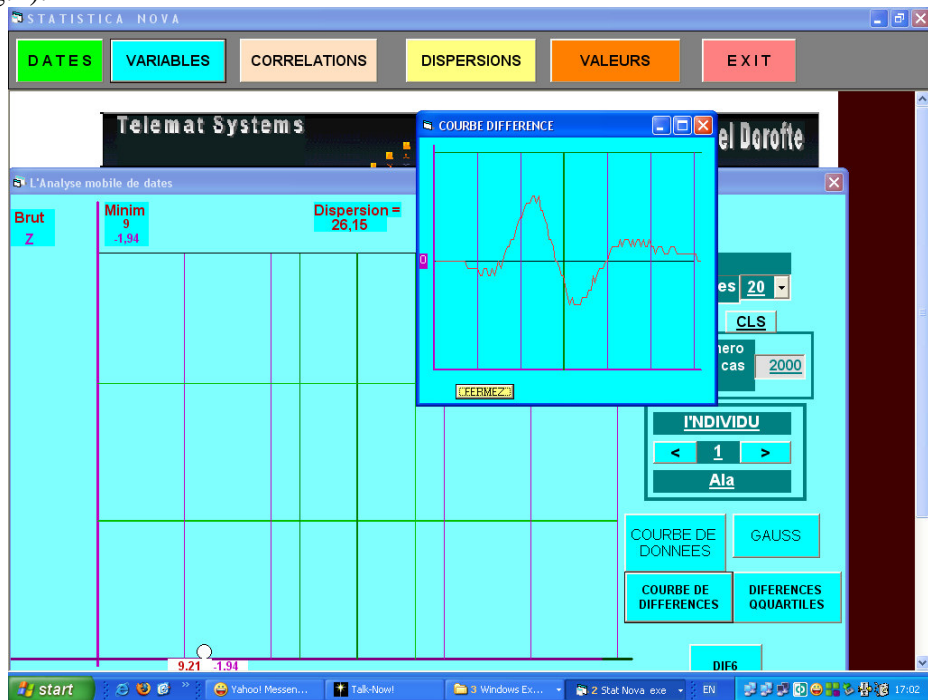 STATISTICA NOVA
DATES VARIABLES CORRELATIONS DISPERSIONS VALEURS EXIT
Telemat Systems
el Dorofte
COURBE DIFFERENCE
0
FERMEZ
L'Analyse mobile de dates
Brut
Z
Minim
9
-1,94
Dispersion =
26,15
es 20
CLS
nero
cas 2000
I'NDIVIDU
< 1 >
Ala
COURBE DE
DONNEES
GAUSS
COURBE DE
DIFFERENCES
DIFERENCES
QQUARTILES
DIF6
9.21 -1.94
start
Yahoo! Messen...
Talk-Now!
3 Windows Ex...
2 Stat Nova exe
EN
17:02